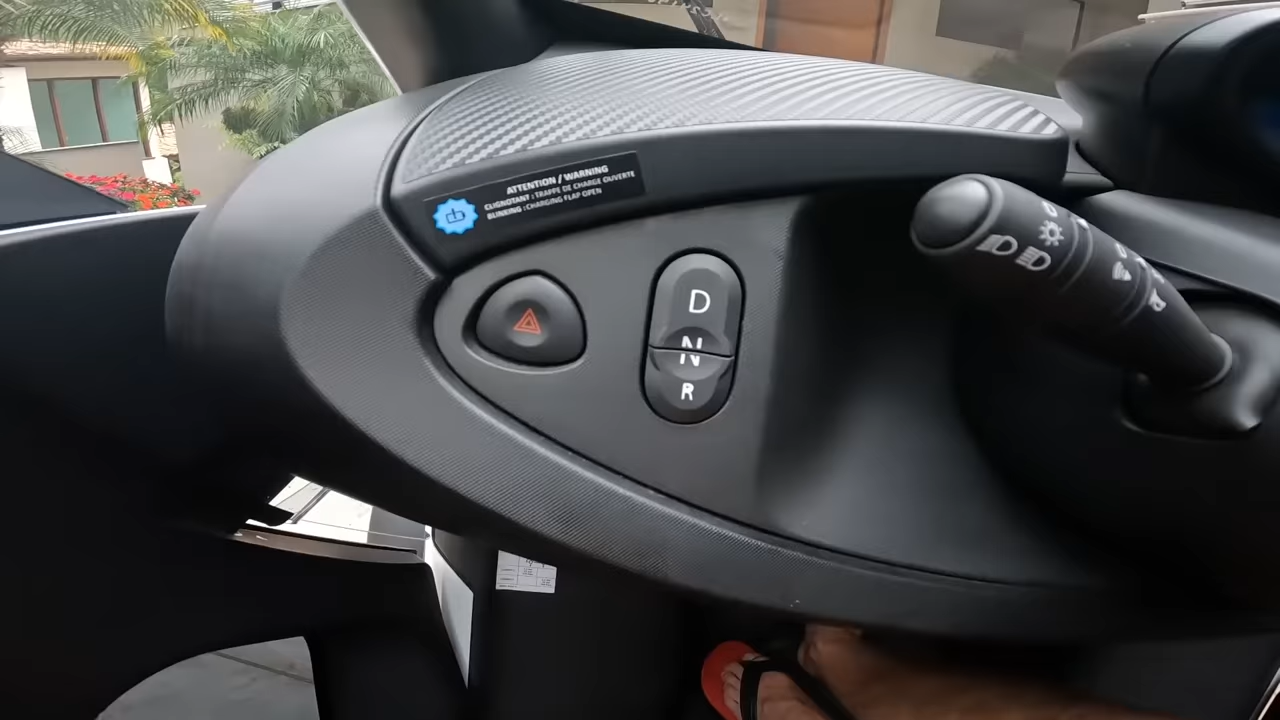 ATTENTION / WARNING
CLIGNOTANT : TRAPPE DE CHARGE OUVERTE
BLINKING : CHARGING FLAP OPEN
D
N
R